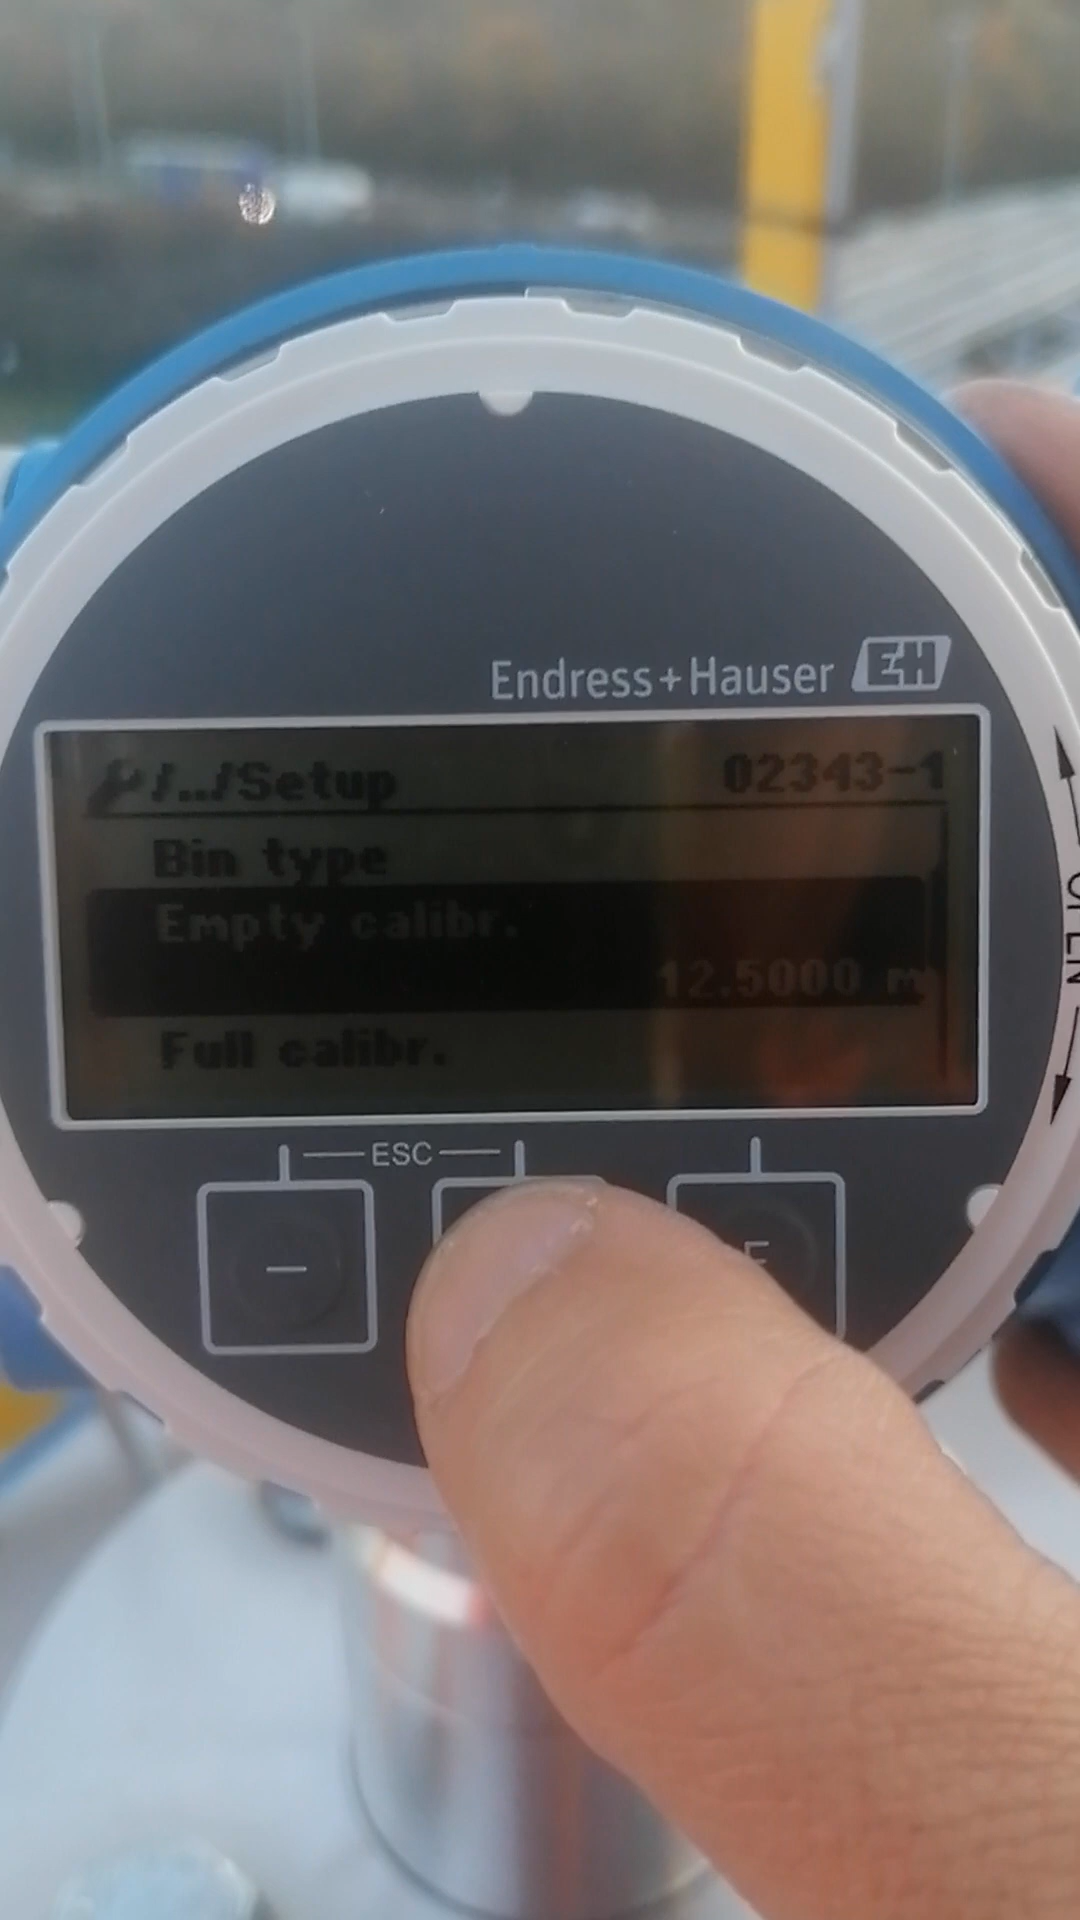 Endress+Hauser EH
/../Setup 02343-1
Bin type
Empty calibr.
12.5000 m
Full calibr.
ESC
–
E
OPEN